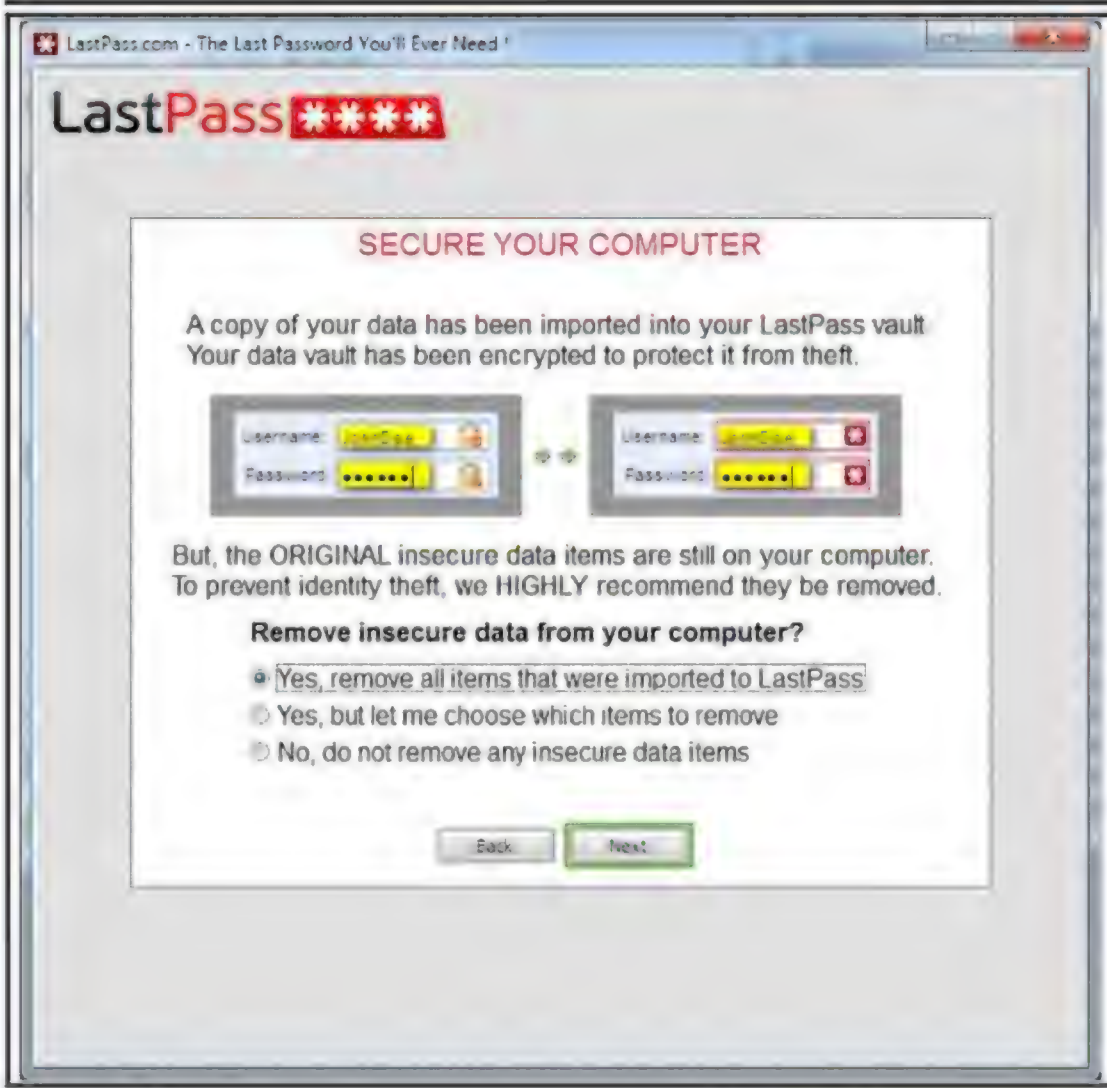 LastPass.com - The Last Password You'll Ever Need !
LastPass
SECURE YOUR COMPUTER
A copy of your data has been imported into your LastPass vault
Your data vault has been encrypted to protect it from theft.
Username
Password
Username
Password
But, the ORIGINAL insecure data items are still on your computer.
To prevent identity theft, we HIGHLY recommend they be removed.
Remove insecure data from your computer?
Yes, remove all items that were imported to LastPass
Yes, but let me choose which items to remove
No, do not remove any insecure data items
Back Next